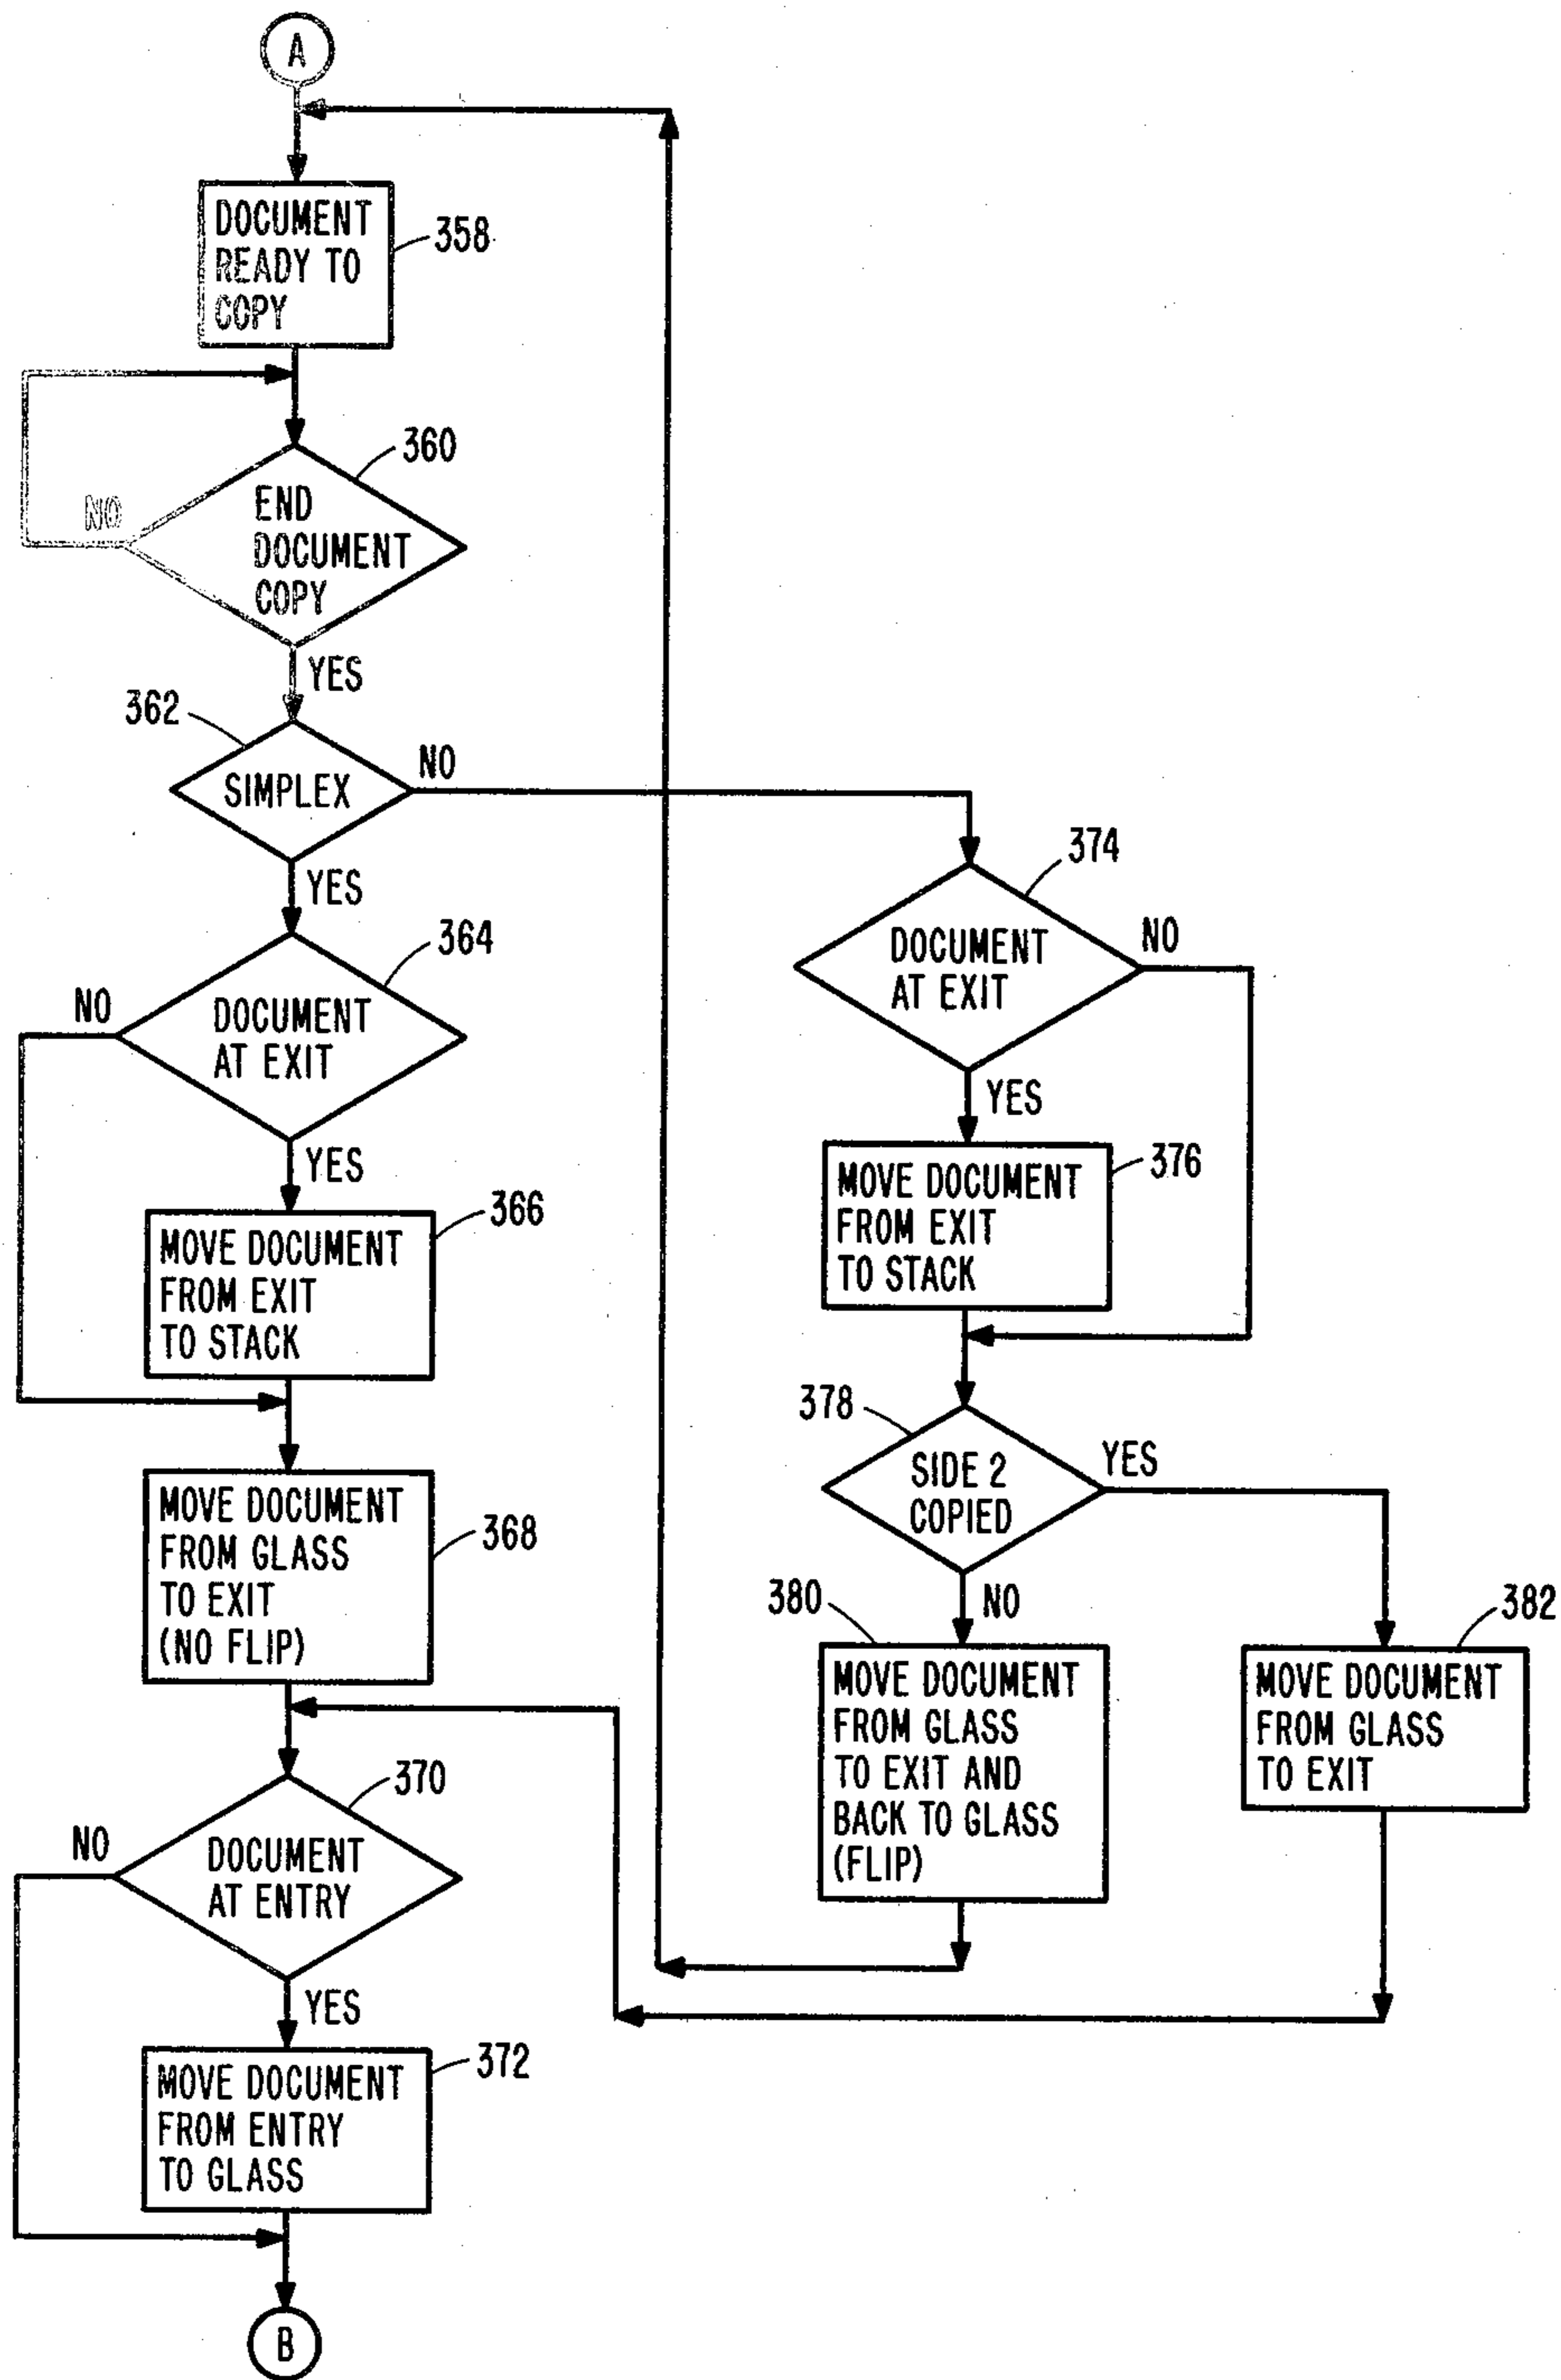 A
DOCUMENT
READY TO
COPY
358
360
END
DOCUMENT
COPY
NO
YES
362
SIMPLEX
NO
YES
364
DOCUMENT
AT EXIT
NO
YES
366
MOVE DOCUMENT
FROM EXIT
TO STACK
MOVE DOCUMENT
FROM GLASS
TO EXIT
(NO FLIP)
368
370
DOCUMENT
AT ENTRY
NO
YES
372
MOVE DOCUMENT
FROM ENTRY
TO GLASS
B
374
DOCUMENT
AT EXIT
NO
YES
376
MOVE DOCUMENT
FROM EXIT
TO STACK
378
SIDE 2
COPIED
YES
NO
380
MOVE DOCUMENT
FROM GLASS
TO EXIT AND
BACK TO GLASS
(FLIP)
382
MOVE DOCUMENT
FROM GLASS
TO EXIT